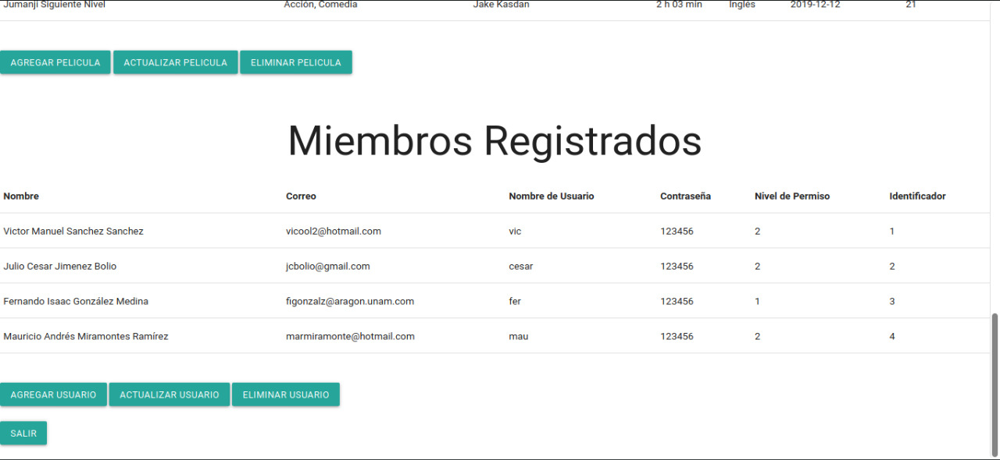 Jumanji Siguiente Nivel Acción, Comedia Jake Kasdan 2 h 03 min Inglés 2019-12-12 21
AGREGAR PELICULA ACTUALIZAR PELICULA ELIMINAR PELICULA
Miembros Registrados
Nombre Correo Nombre de Usuario Contraseña Nivel de Permiso Identificador
Victor Manuel Sanchez Sanchez vicool2@hotmail.com vic 123456 2 1
Julio Cesar Jimenez Bolio jcbolio@gmail.com cesar 123456 2 2
Fernando Isaac González Medina figonzalz@aragon.unam.com fer 123456 1 3
Mauricio Andrés Miramontes Ramírez marmiramonte@hotmail.com mau 123456 2 4
AGREGAR USUARIO ACTUALIZAR USUARIO ELIMINAR USUARIO
SALIR